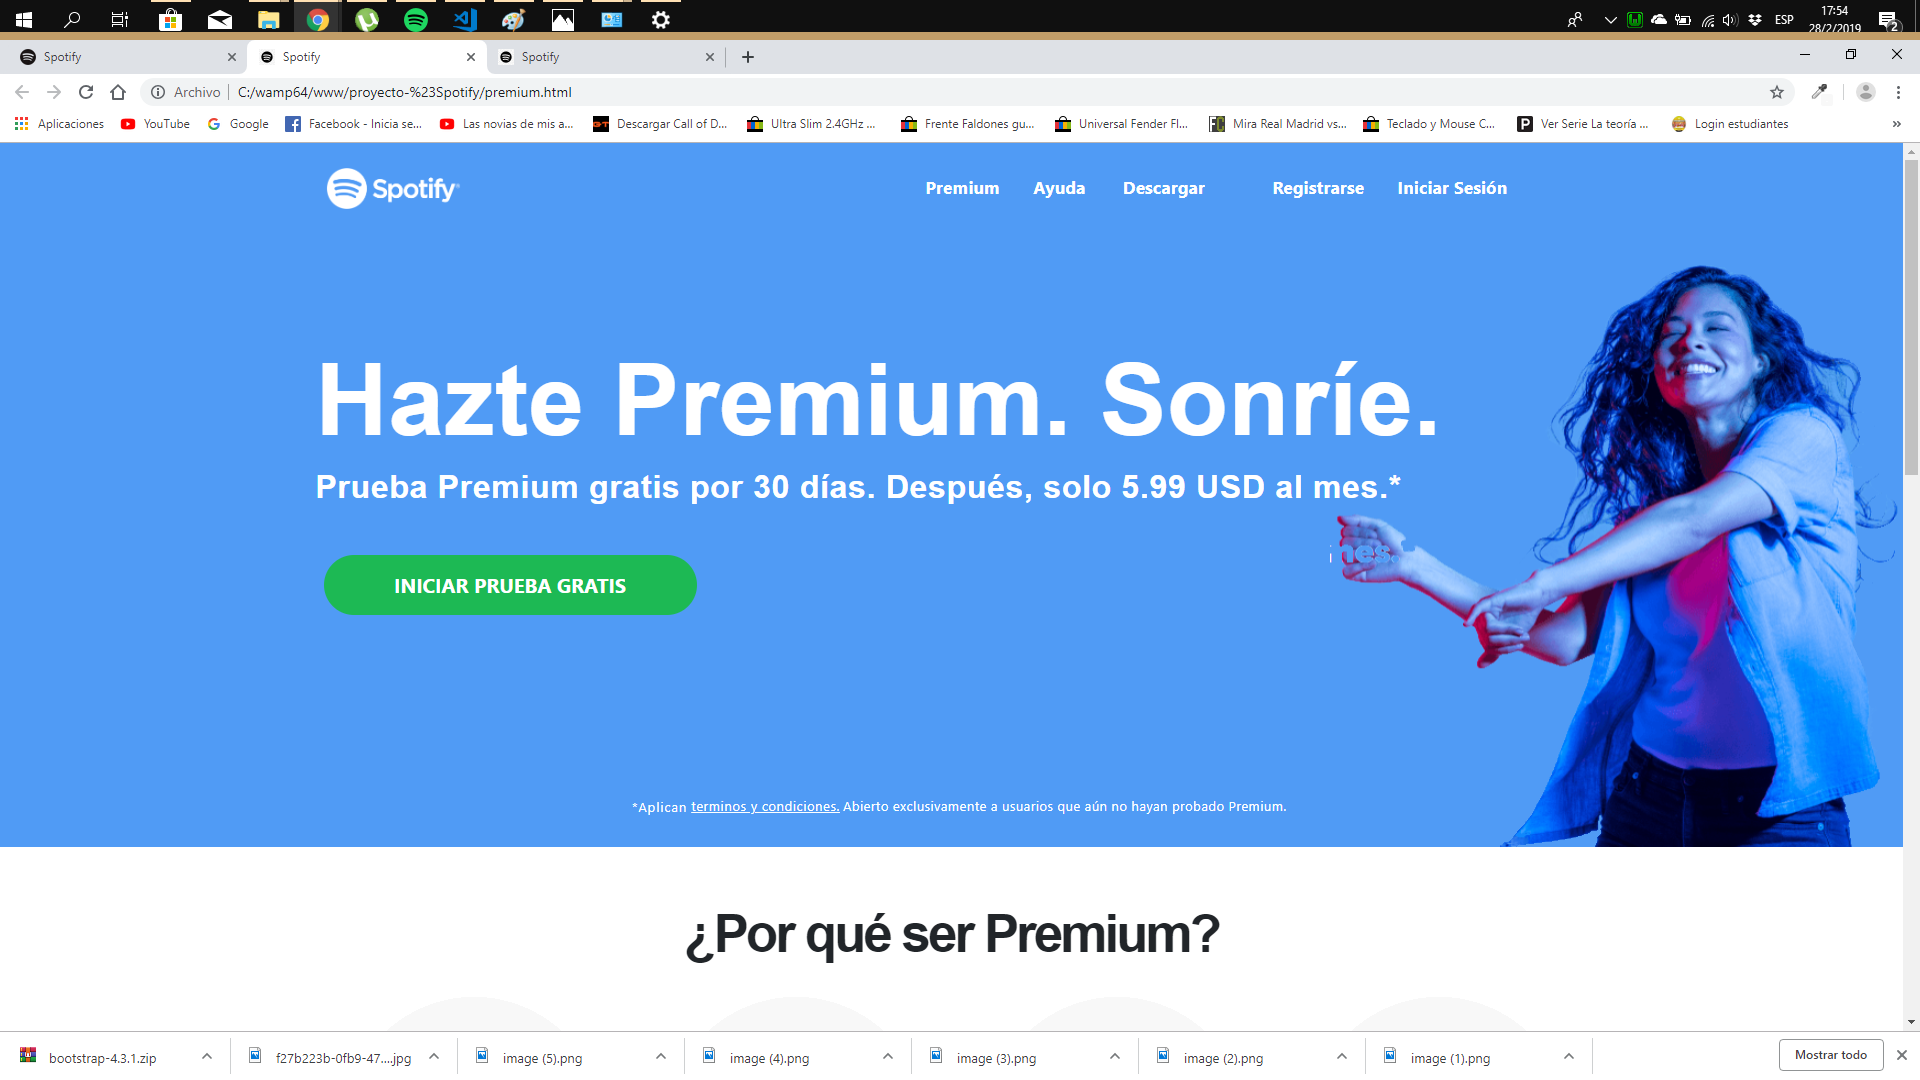 17:54
ESP
28/2/2019
2
Spotify
Spotify
Spotify
Archivo
C:/wamp64/www/proyecto-%23Spotify/premium.html
Aplicaciones
YouTube
Google
Facebook - Inicia se...
Las novias de mis a...
Descargar Call of D...
Ultra Slim 2.4GHz ...
Frente Faldones gu...
Universal Fender Fl...
Mira Real Madrid vs...
Teclado y Mouse C...
Ver Serie La teoría ...
Login estudiantes
»
Spotify
Premium
Ayuda
Descargar
Registrarse
Iniciar Sesión
Hazte Premium. Sonríe.
Prueba Premium gratis por 30 días. Después, solo 5.99 USD al mes.*
mes.
INICIAR PRUEBA GRATIS
*Aplican terminos y condiciones. Abierto exclusivamente a usuarios que aún no hayan probado Premium.
¿Por qué ser Premium?
bootstrap-4.3.1.zip
f27b223b-0fb9-47....jpg
image (5).png
image (4).png
image (3).png
image (2).png
image (1).png
Mostrar todo